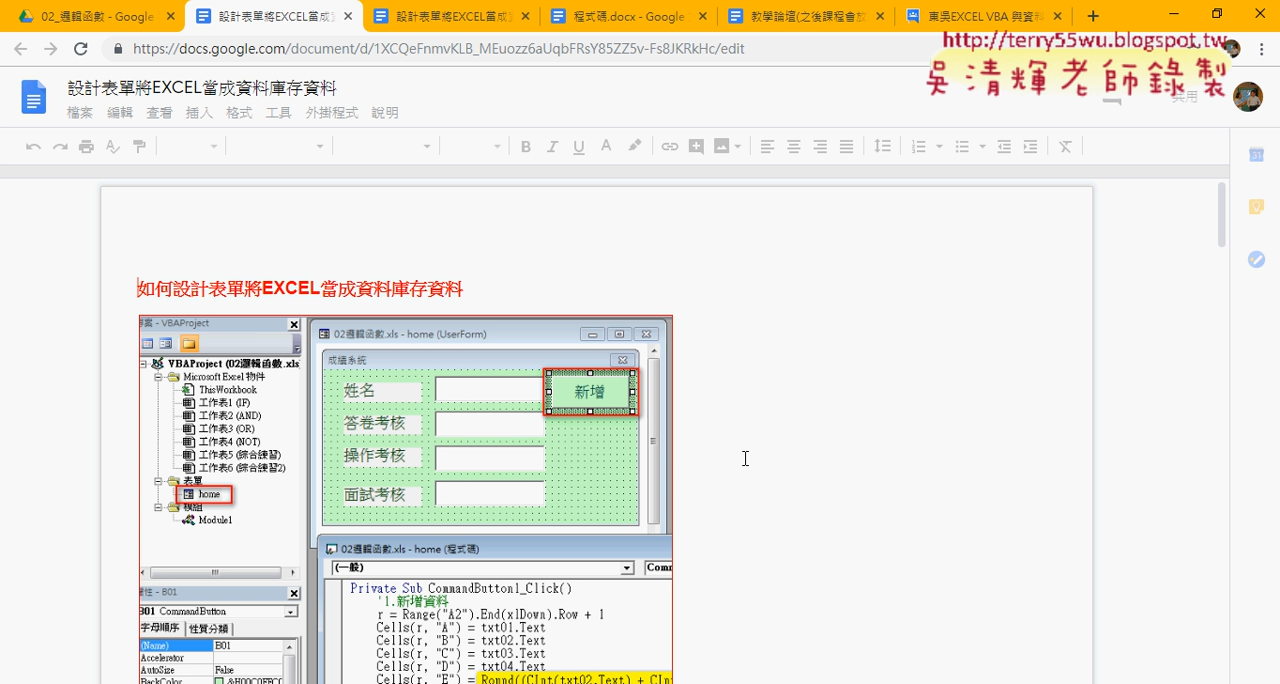 02_邏輯函數 - Google
設計表單將EXCEL當成
設計表單將EXCEL當成
程式碼.docx - Google
教學論壇(之後課程會放
東吳EXCEL VBA 與資料
https://docs.google.com/document/d/1XCQeFnmvKLB_MEuozz6aUqbFRsY85ZZ5v-Fs8JKRkHc/edit
http://terry55wu.blogspot.tw
吳清輝老師錄製
設計表單將EXCEL當成資料庫存資料
檔案 編輯 查看 插入 格式 工具 外掛程式 說明
共用
如何設計表單將EXCEL當成資料庫存資料
專案 - VBAProject
VBAProject (02邏輯函數.xls
Microsoft Excel 物件
ThisWorkbook
工作表1 (IF)
工作表2 (AND)
工作表3 (OR)
工作表4 (NOT)
工作表5 (綜合練習)
工作表6 (綜合練習2)
表單
home
模組
Module1
02邏輯函數.xls - home (UserForm)
成績系統
姓名
新增
答卷考核
操作考核
面試考核
屬性 - B01
B01 CommandButton
字母順序 性質分類
(Name) B01
Accelerator
AutoSize False
BackColor &H00C0FFC0
02邏輯函數.xls - home (程式碼)
(一般) Comm
Private Sub CommandButton1_Click()
'1.新增資料
r = Range("A2").End(xlDown).Row + 1
Cells(r, "A") = txt01.Text
Cells(r, "B") = txt02.Text
Cells(r, "C") = txt03.Text
Cells(r, "D") = txt04.Text
Cells(r, "E") = Round((CInt(txt02.Text) + CInt